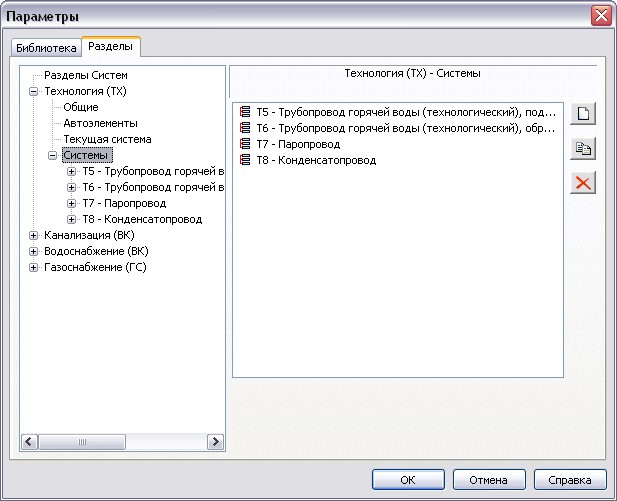 Параметры
Библиотека
Разделы
Разделы Систем
Технология (ТХ)
Общие
Автоэлементы
Текущая система
Системы
Т5 - Трубопровод горячей в
Т6 - Трубопровод горячей в
Т7 - Паропровод
Т8 - Конденсатопровод
Канализация (ВК)
Водоснабжение (ВК)
Газоснабжение (ГС)
Технология (ТХ) - Системы
Т5 - Трубопровод горячей воды (технологический), под...
Т6 - Трубопровод горячей воды (технологический), обр...
Т7 - Паропровод
Т8 - Конденсатопровод
ОК
Отмена
Справка